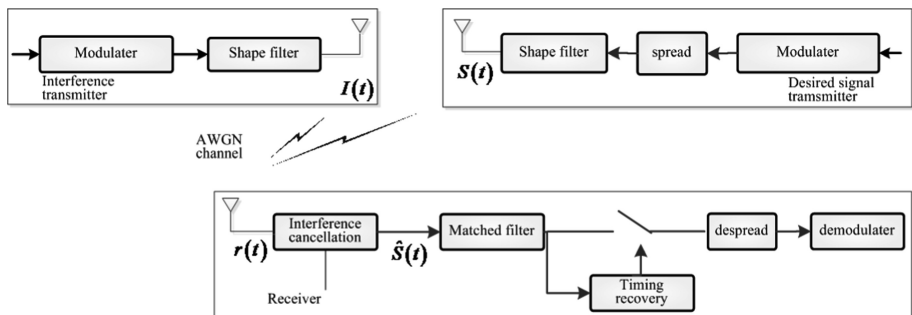 Modulater
Shape filter
Interference
transmitter
I(t)
Shape filter
spread
Modulater
S(t)
Desired signal
tramsmitter
AWGN
channel
Interference
cancellation
Matched filter
despread
demodulater
r(t)
Ŝ(t)
Timing
recovery
Receiver